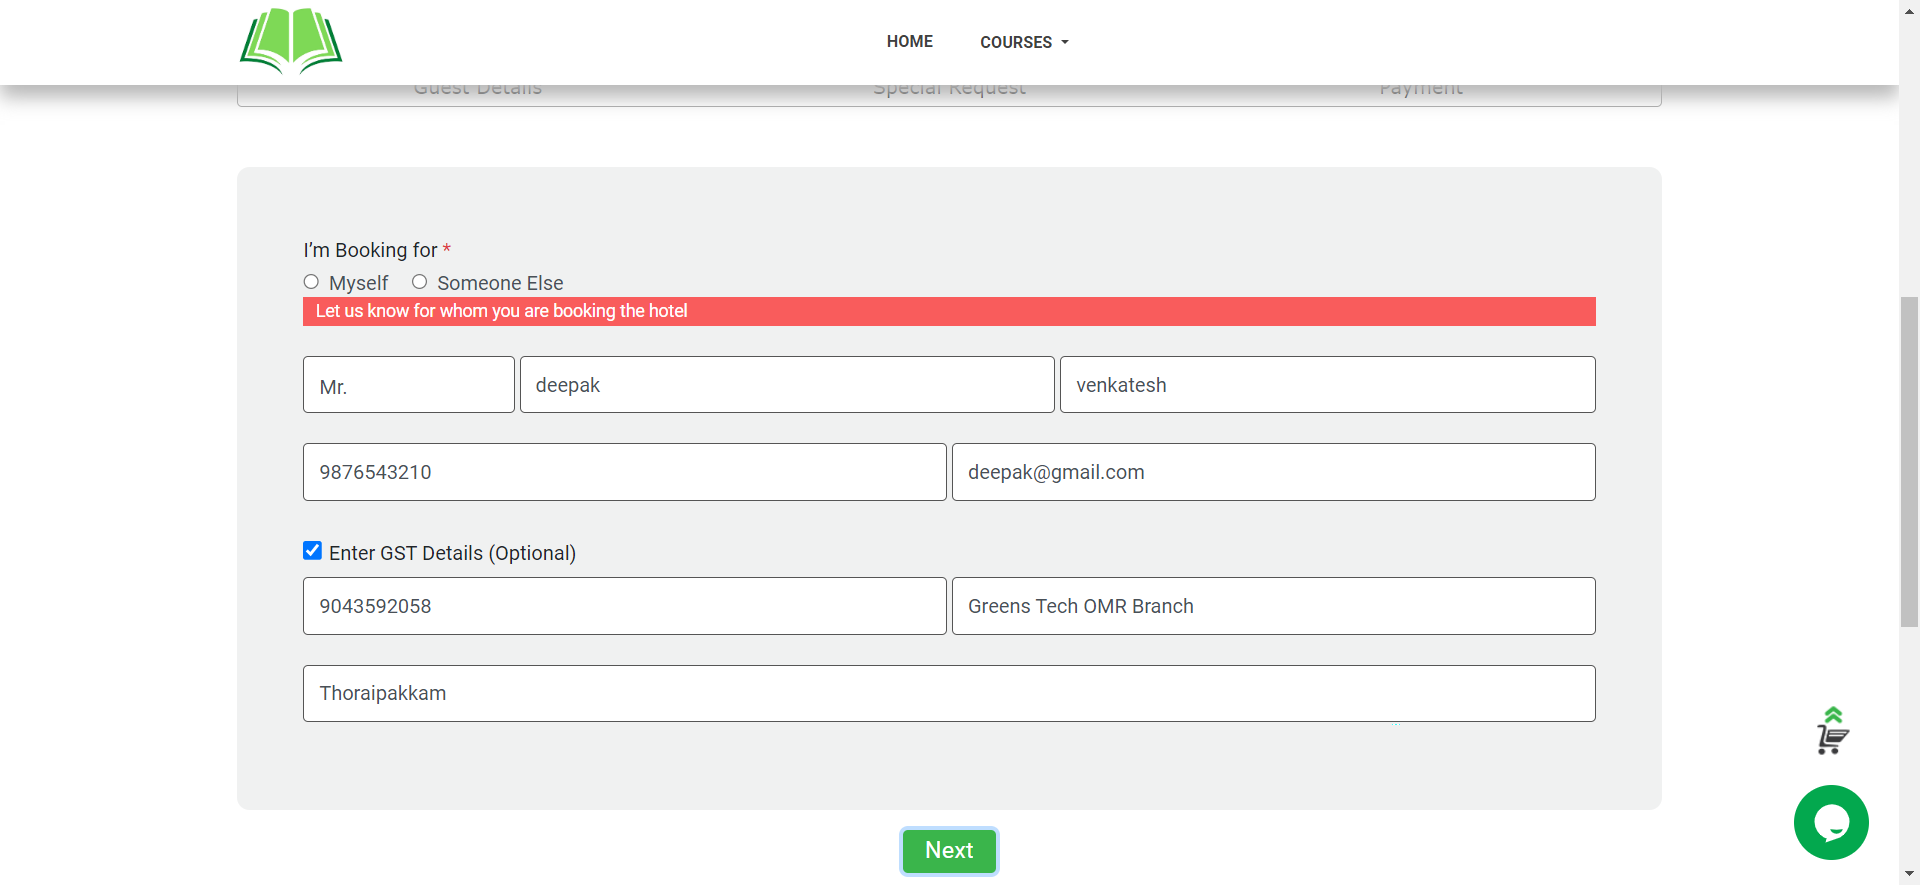 HOME COURSES
Guest Details Special Request Payment
I'm Booking for *
Myself Someone Else
Let us know for whom you are booking the hotel
Mr. deepak venkatesh
9876543210 deepak@gmail.com
Enter GST Details (Optional)
9043592058 Greens Tech OMR Branch
Thoraipakkam
Next